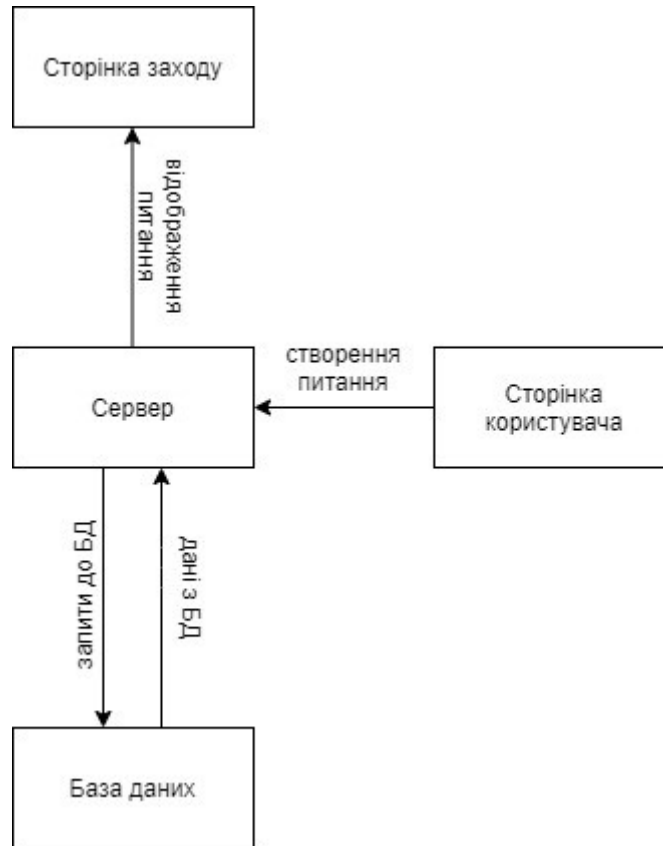 Сторінка заходу
відображення
питання
створення
питання
Сервер
Сторінка
користувача
запити до БД
дані з БД
База даних